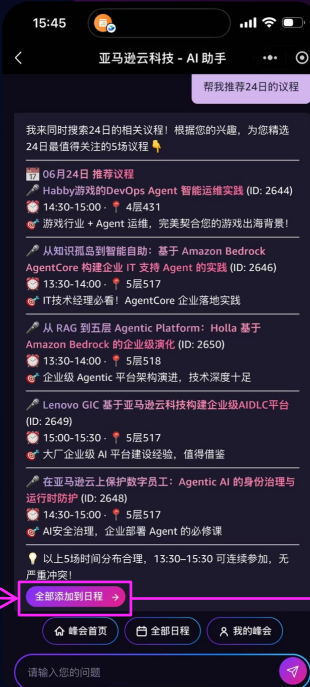 15:45
亚马逊云科技 - AI 助手
帮我推荐24日的议程
我来同时搜索24日的相关议程！根据您的兴趣，为您精选
24日最值得关注的5场议程👇
📅 06月24日 推荐议程
🎤 Habby游戏的DevOps Agent 智能运维实践 (ID: 2644)
⏰ 14:30-15:00 · 📍 4层431
🎯 游戏行业 + Agent 运维，完美契合您的游戏出海背景！
🎤 从知识孤岛到智能自助：基于 Amazon Bedrock
AgentCore 构建企业 IT 支持 Agent 的实践 (ID: 2646)
⏰ 13:30-14:00 · 📍 5层517
🎯 IT技术经理必看！AgentCore 企业落地实践
🎤 从 RAG 到五层 Agentic Platform：Holla 基于
Amazon Bedrock 的企业级演化 (ID: 2650)
⏰ 13:30-14:00 · 📍 5层518
🎯 企业级 Agentic 平台架构演进，技术深度十足
🎤 Lenovo GIC 基于亚马逊云科技构建企业级AIDLC平台
(ID: 2649)
⏰ 15:00-15:30 · 📍 5层517
🎯 大厂企业级 AI 平台建设经验，值得借鉴
🎤 在亚马逊云上保护数字员工：Agentic AI 的身份治理与
运行时防护 (ID: 2648)
⏰ 14:30-15:00 · 📍 5层517
🎯 AI安全治理，企业部署 Agent 的必修课
💡 以上5场时间分布合理，13:30–15:30 可连续参加，无
严重冲突！
全部添加到日程 →
峰会首页 全部日程 我的峰会
请输入您的问题